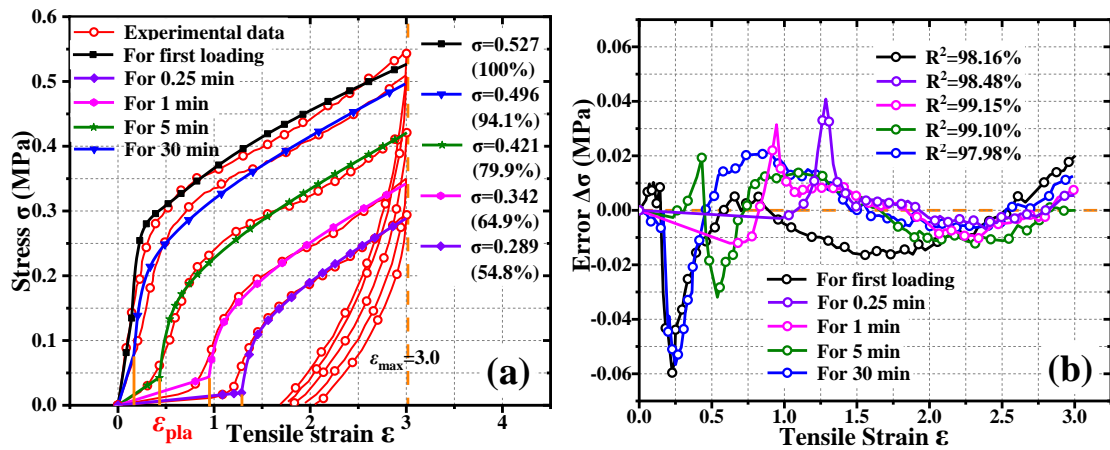 0.6
0.5
0.4
0.3
0.2
0.1
0.0
Stress σ (MPa)
Experimental data
For first loading
For 0.25 min
For 1 min
For 5 min
For 30 min
σ=0.527
(100%)
σ=0.496
(94.1%)
σ=0.421
(79.9%)
σ=0.342
(64.9%)
σ=0.289
(54.8%)
εmax=3.0
(a)
0 1 2 3 4
εpla
Tensile strain ε
0.06
0.04
0.02
0.00
-0.02
-0.04
-0.06
Error Δσ (MPa)
(b)
R²=98.16%
R²=98.48%
R²=99.15%
R²=99.10%
R²=97.98%
For first loading
For 0.25 min
For 1 min
For 5 min
For 30 min
0.0 0.5 1.0 1.5 2.0 2.5 3.0
Tensile Strain ε